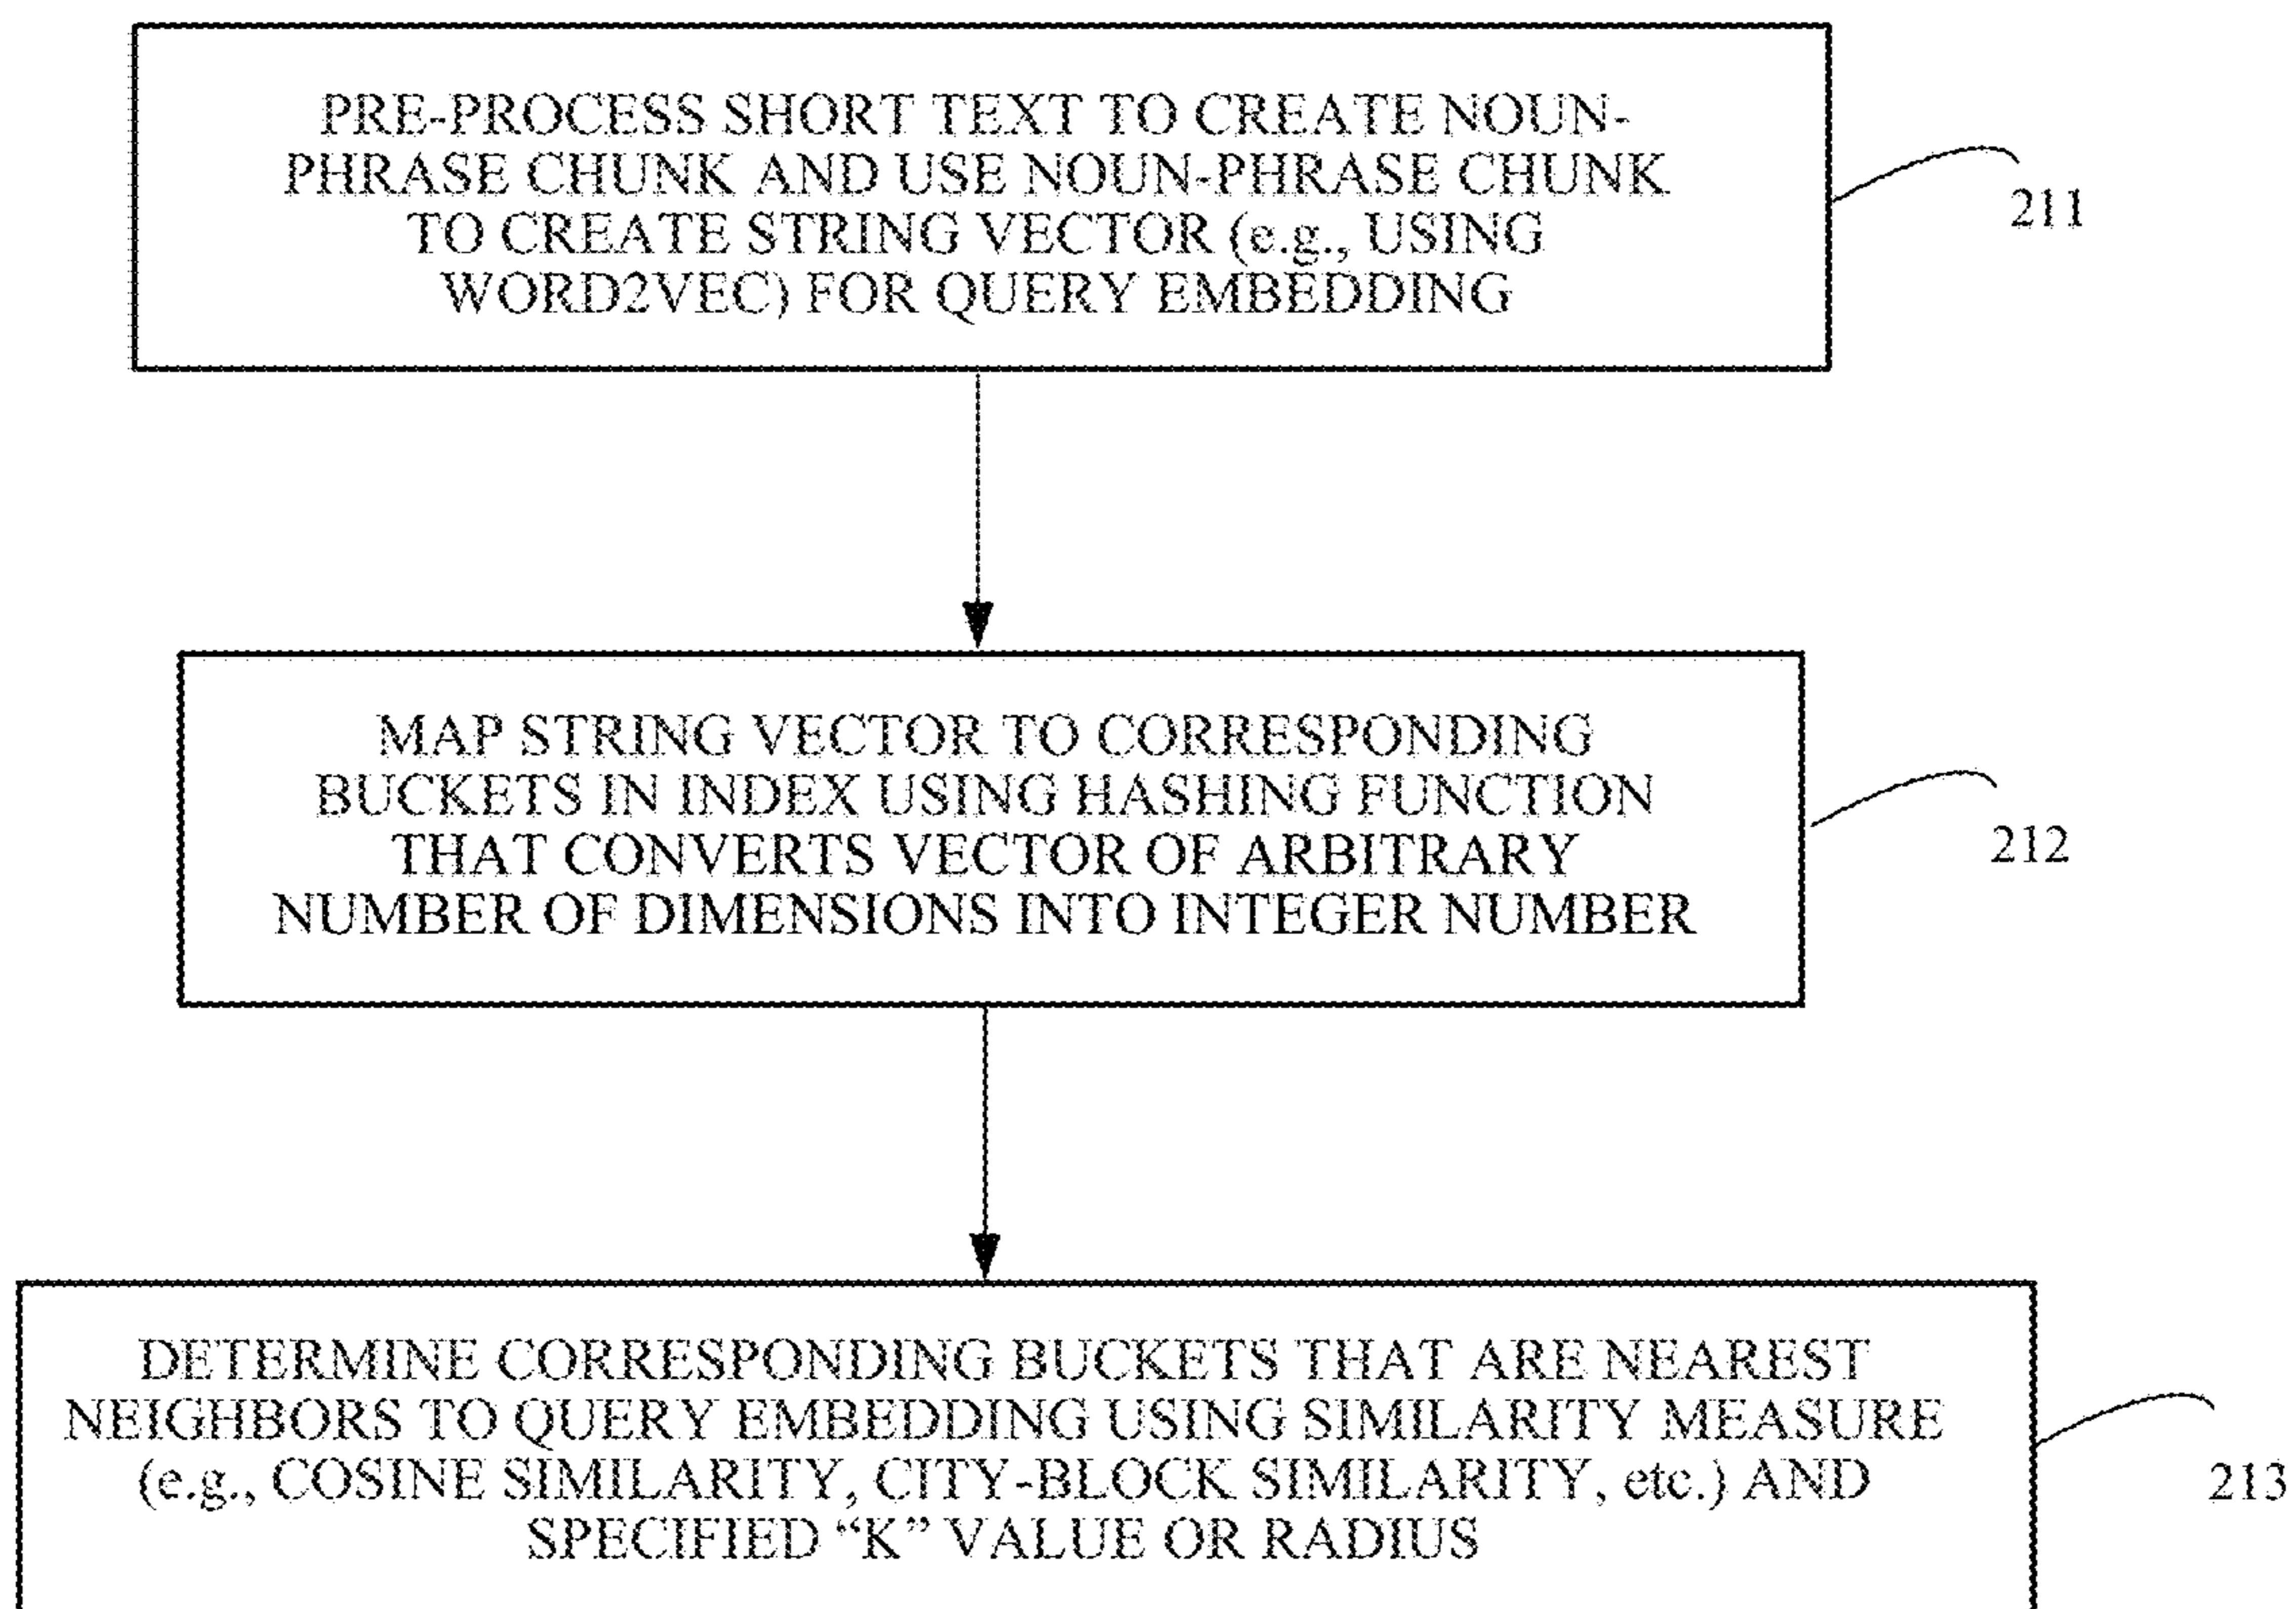 PRE-PROCESS SHORT TEXT TO CREATE NOUN-
PHRASE CHUNK AND USE NOUN-PHRASE CHUNK
TO CREATE STRING VECTOR (e.g., USING
WORD2VEC) FOR QUERY EMBEDDING
211
MAP STRING VECTOR TO CORRESPONDING
BUCKETS IN INDEX USING HASHING FUNCTION
THAT CONVERTS VECTOR OF ARBITRARY
NUMBER OF DIMENSIONS INTO INTEGER NUMBER
212
DETERMINE CORRESPONDING BUCKETS THAT ARE NEAREST
NEIGHBORS TO QUERY EMBEDDING USING SIMILARITY MEASURE
(e.g., COSINE SIMILARITY, CITY-BLOCK SIMILARITY, etc.) AND
SPECIFIED “K” VALUE OR RADIUS
213